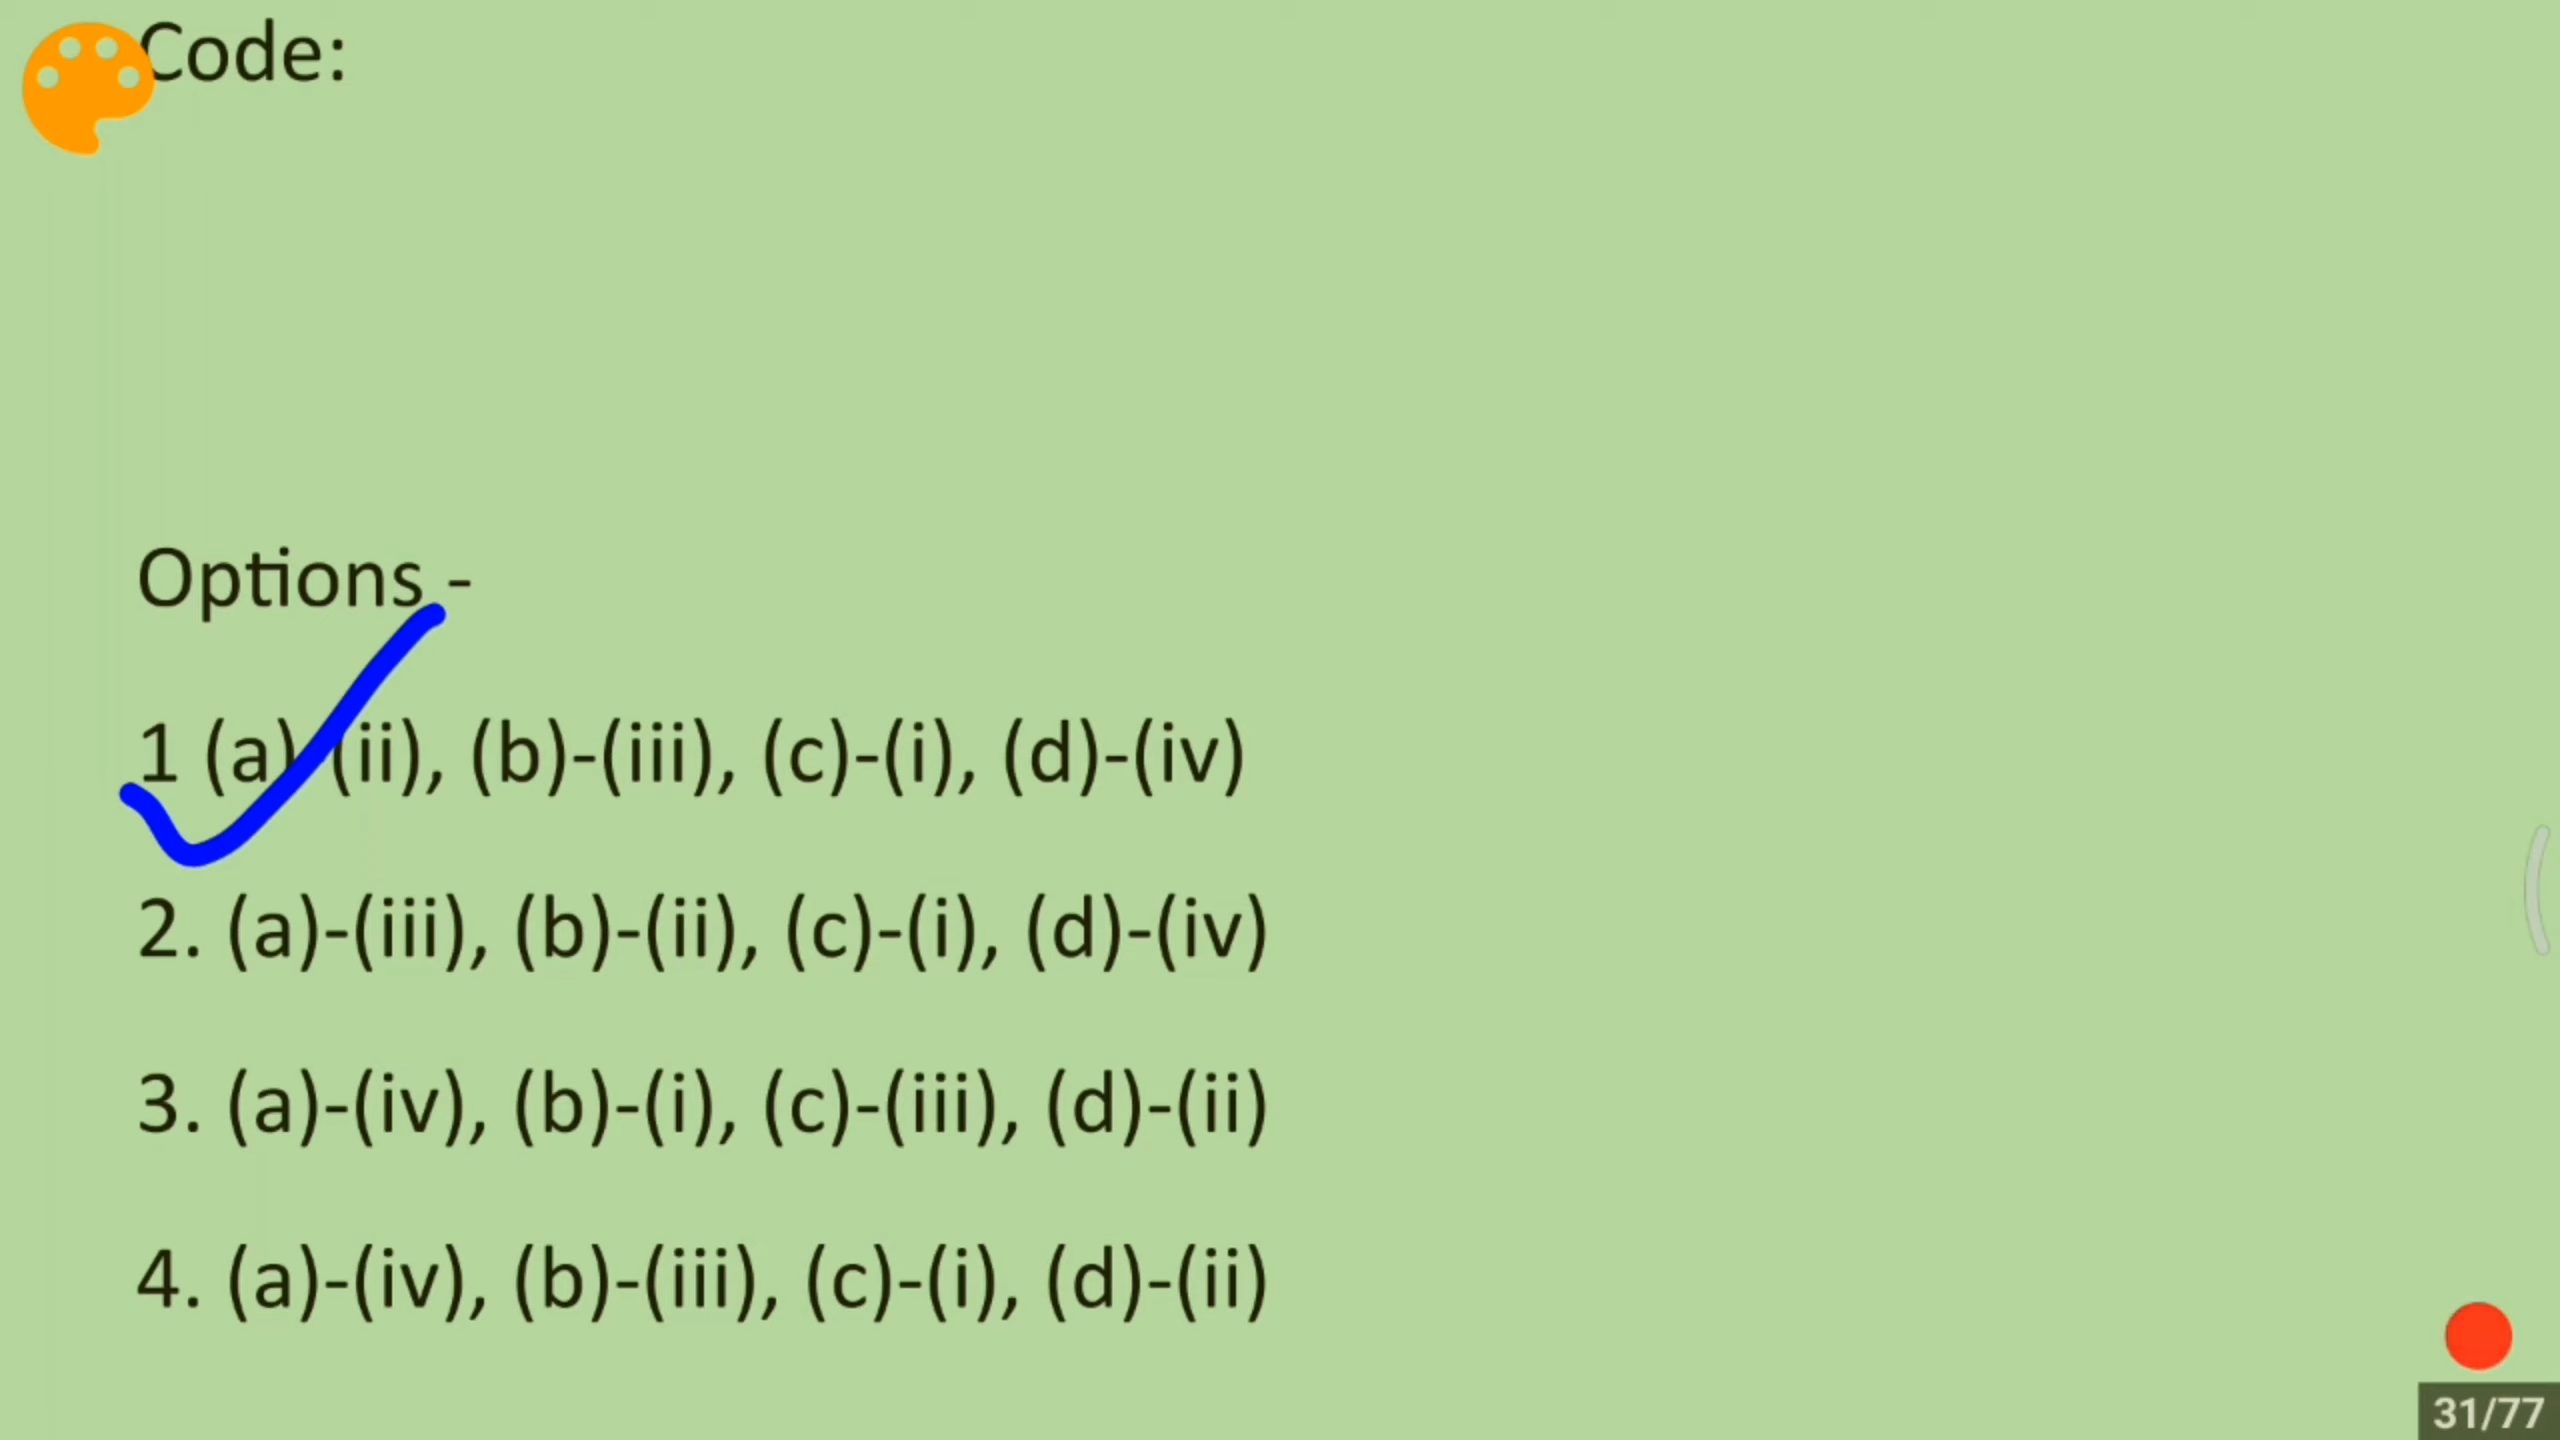 Code:
Options -
1 (a)-(ii), (b)-(iii), (c)-(i), (d)-(iv)
2. (a)-(iii), (b)-(ii), (c)-(i), (d)-(iv)
3. (a)-(iv), (b)-(i), (c)-(iii), (d)-(ii)
4. (a)-(iv), (b)-(iii), (c)-(i), (d)-(ii)
31/77